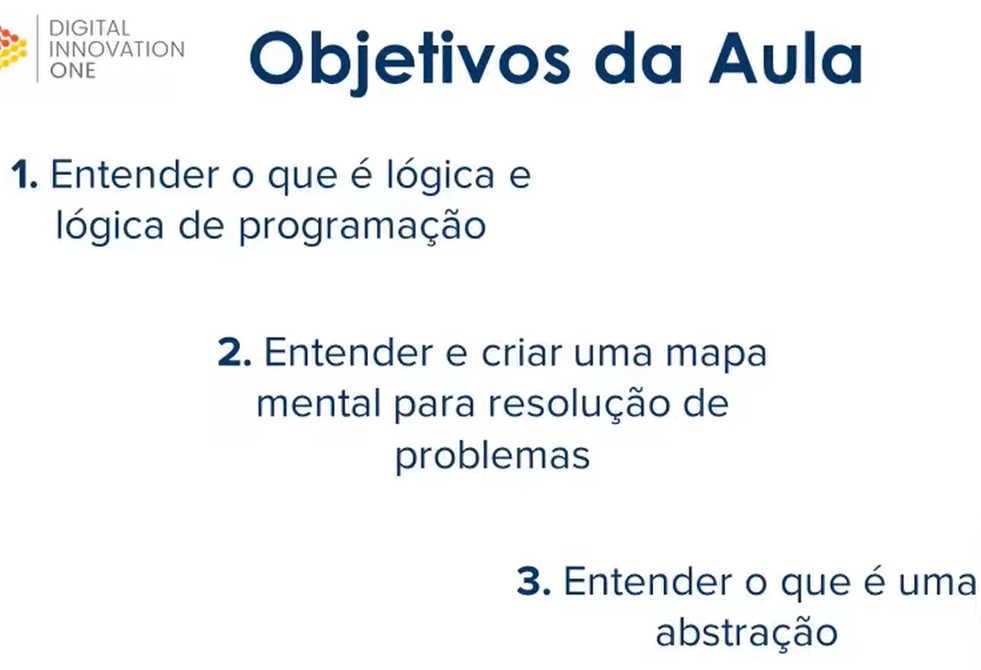 DIGITAL
INNOVATION
ONE
Objetivos da Aula
1. Entender o que é lógica e
lógica de programação
2. Entender e criar uma mapa
mental para resolução de
problemas
3. Entender o que é uma
abstração